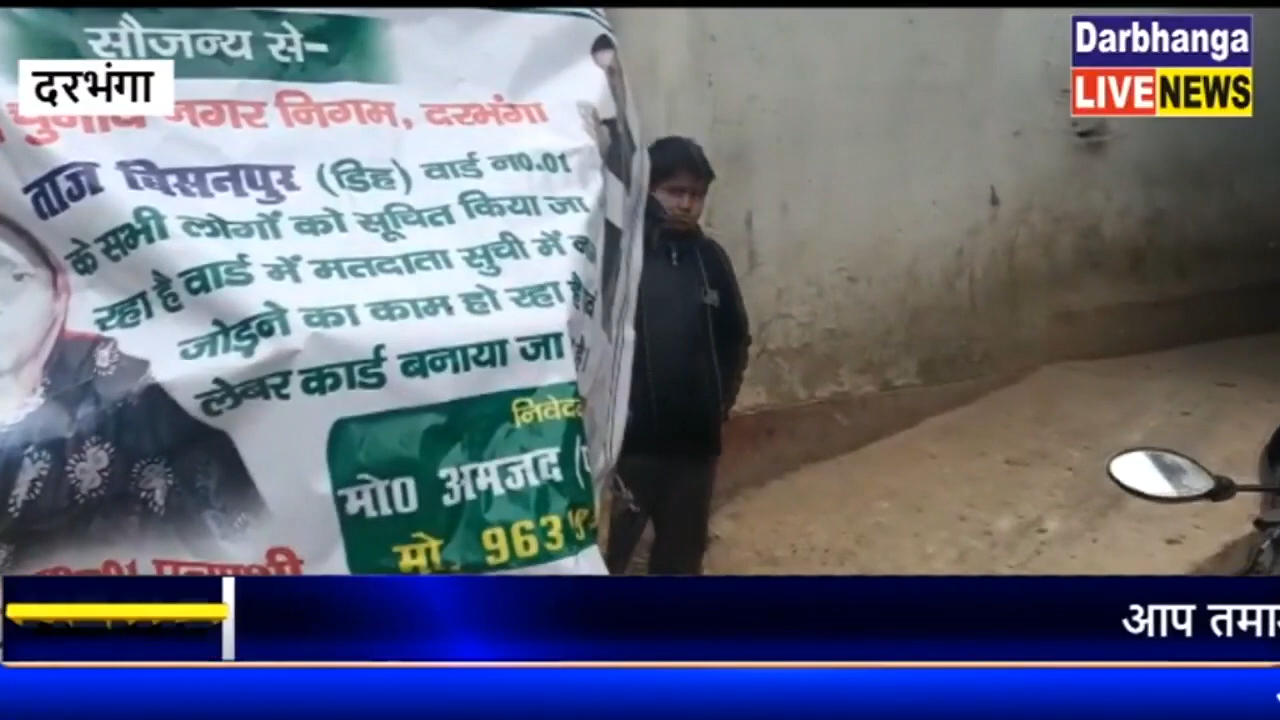 सौजन्य से-
दरभंगा
नगर निगम, दरभंगा
ताज बिसनपुर (डिह) वार्ड न0.01
के सभी लोगों को सूचित किया जा
रहा है वार्ड में मतदाता सुची में
जोड़ने का काम हो रहा है
लेबर कार्ड बनाया जा
मो0 अमजद
मो. 963
Darbhanga
LIVE NEWS
आप